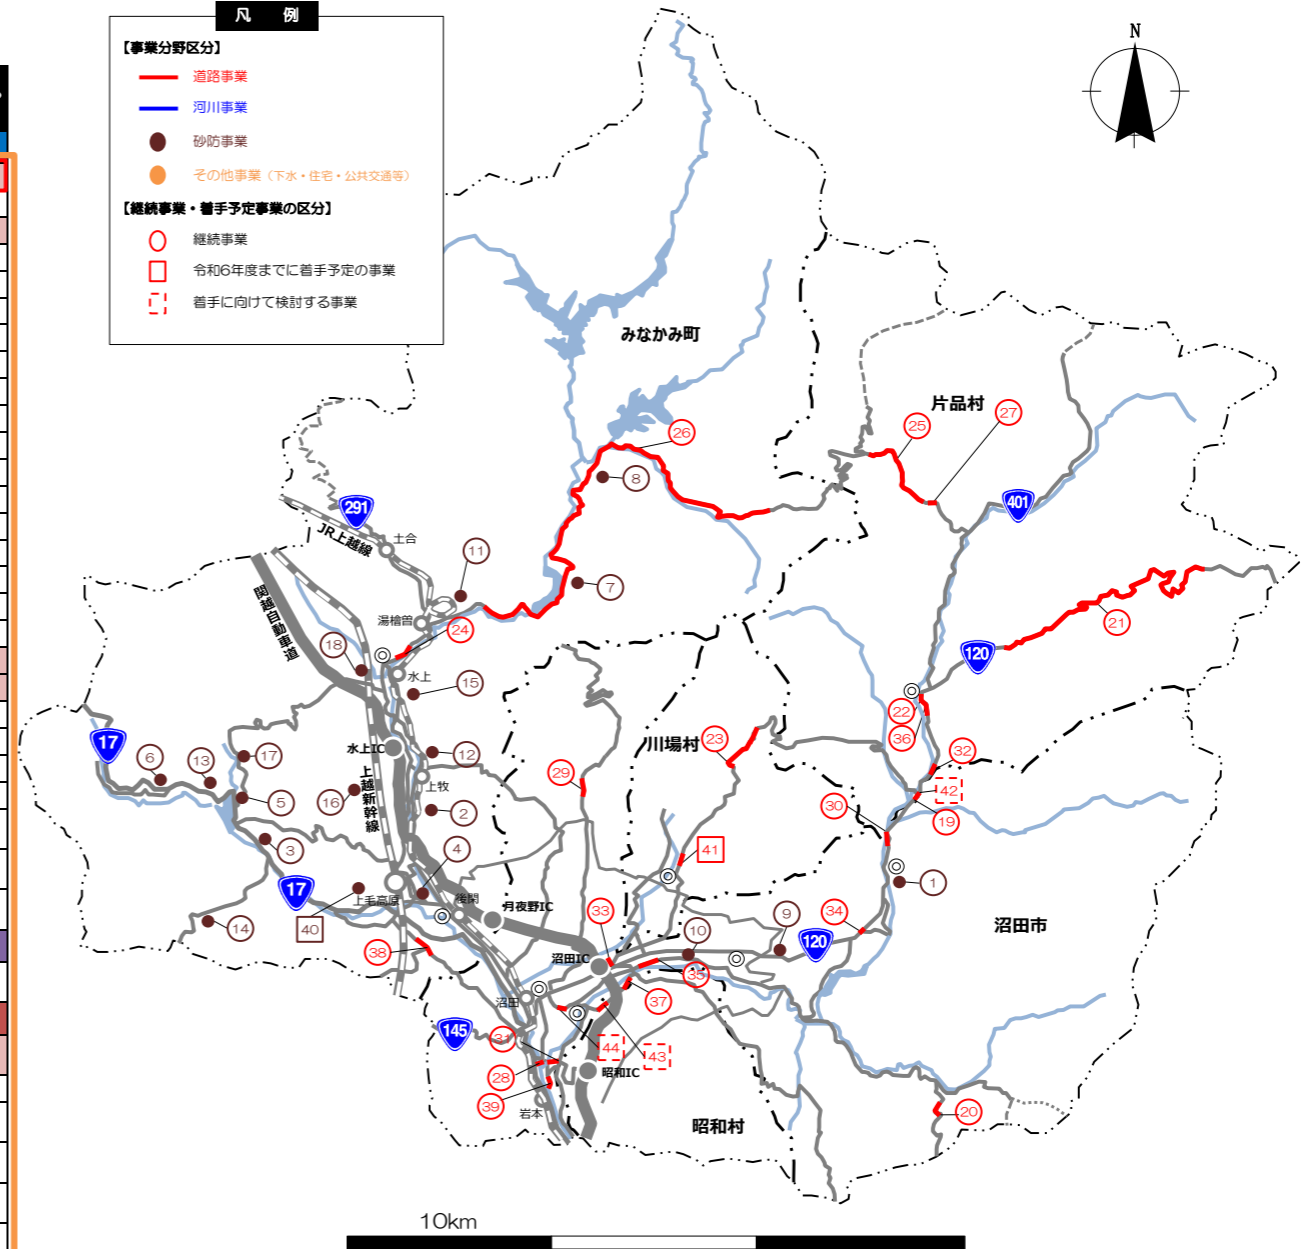 凡 例
【事業分野区分】
道路事業
河川事業
砂防事業
その他事業（下水・住宅・公共交通等）
【継続事業・着手予定事業の区分】
継続事業
令和6年度までに着手予定の事業
着手に向けて検討する事業
N
みなかみ町
片品村
27
25
26
8
401
291
JR上越線
土合
11
7
関越自動車道
湯檜曽
24
21
18
120
水上
15
22
36
17
水上IC
川場村
23
6
13
17
12
32
29
上牧
42
16
上越新幹線
5
2
30
19
3
4
41
17
1
上毛高原
後閑
月夜野IC
14
40
33
10
9
34
120
沼田市
38
沼田IC
35
沼田
37
145
31
44
43
28
昭和IC
39
岩本
20
昭和村
10km